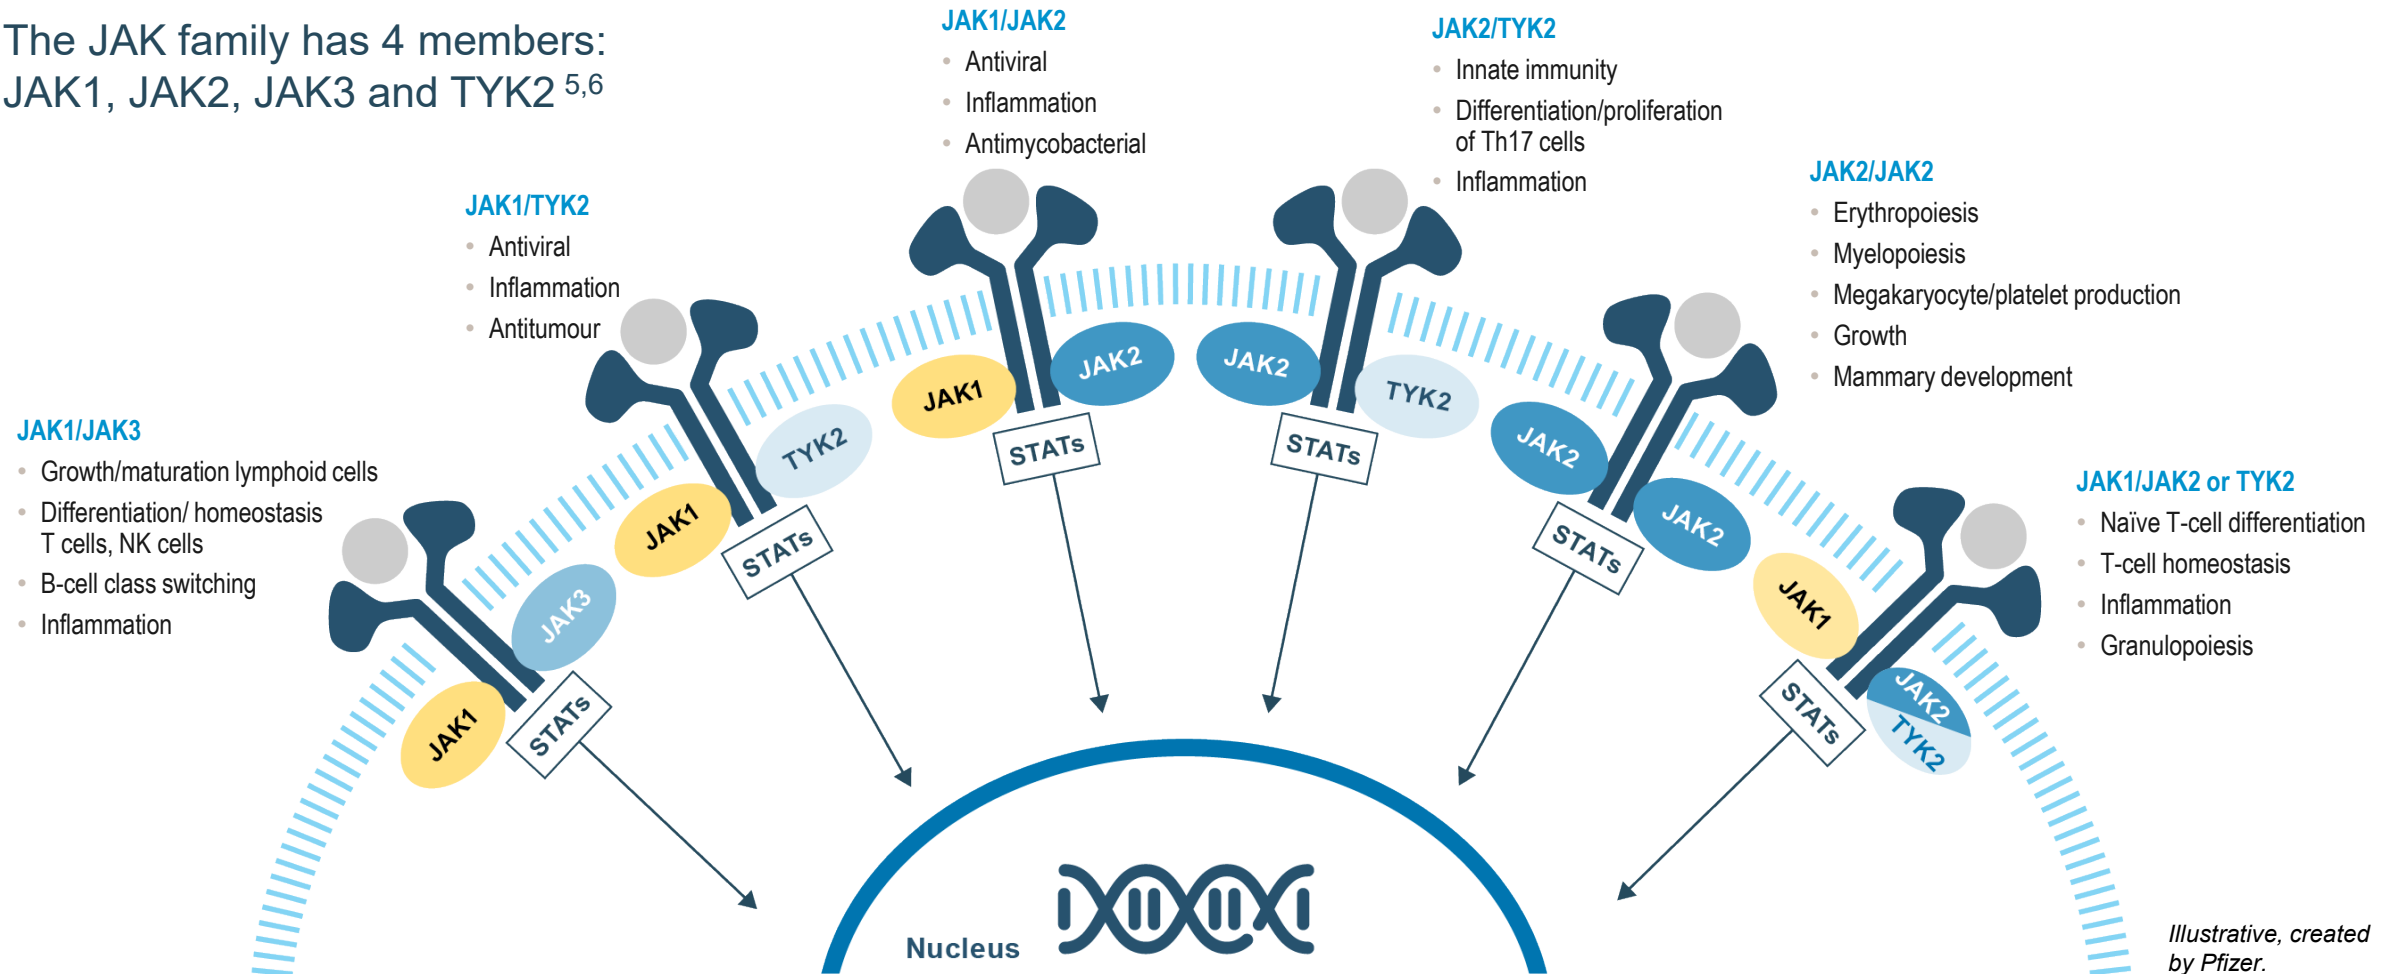 The JAK family has 4 members:
JAK1, JAK2, JAK3 and TYK2 5,6
JAK1/JAK3
• Growth/maturation lymphoid cells
• Differentiation/ homeostasis
T cells, NK cells
• B-cell class switching
• Inflammation
JAK1/TYK2
• Antiviral
• Inflammation
• Antitumour
JAK1/JAK2
• Antiviral
• Inflammation
• Antimycobacterial
JAK2/TYK2
• Innate immunity
• Differentiation/proliferation
of Th17 cells
• Inflammation
JAK2/JAK2
• Erythropoiesis
• Myelopoiesis
• Megakaryocyte/platelet production
• Growth
• Mammary development
JAK1/JAK2 or TYK2
• Naïve T-cell differentiation
• T-cell homeostasis
• Inflammation
• Granulopoiesis
JAK1
JAK3
STATs
JAK1
TYK2
STATs
JAK1
JAK2
STATs
JAK2
TYK2
STATs
JAK2
JAK2
STATs
JAK1
JAK2
TYK2
STATs
Nucleus
Illustrative, created
by Pfizer.